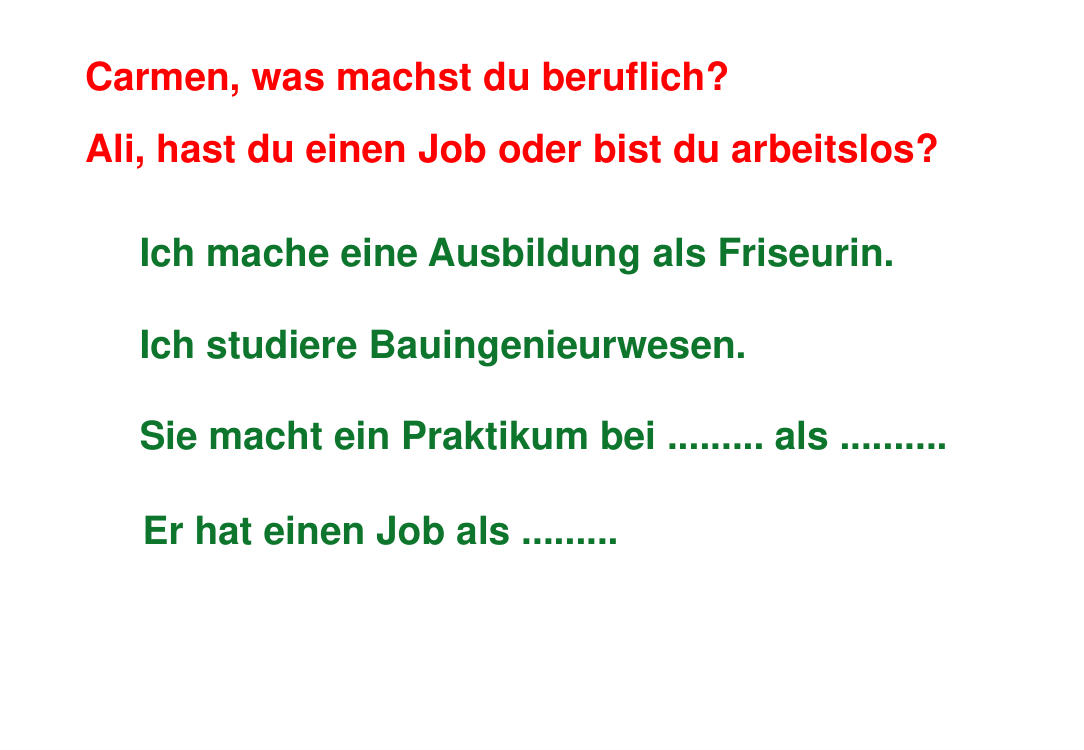 Carmen, was machst du beruflich?
Ali, hast du einen Job oder bist du arbeitslos?
Ich mache eine Ausbildung als Friseurin.
Ich studiere Bauingenieurwesen.
Sie macht ein Praktikum bei ......... als ..........
Er hat einen Job als .........